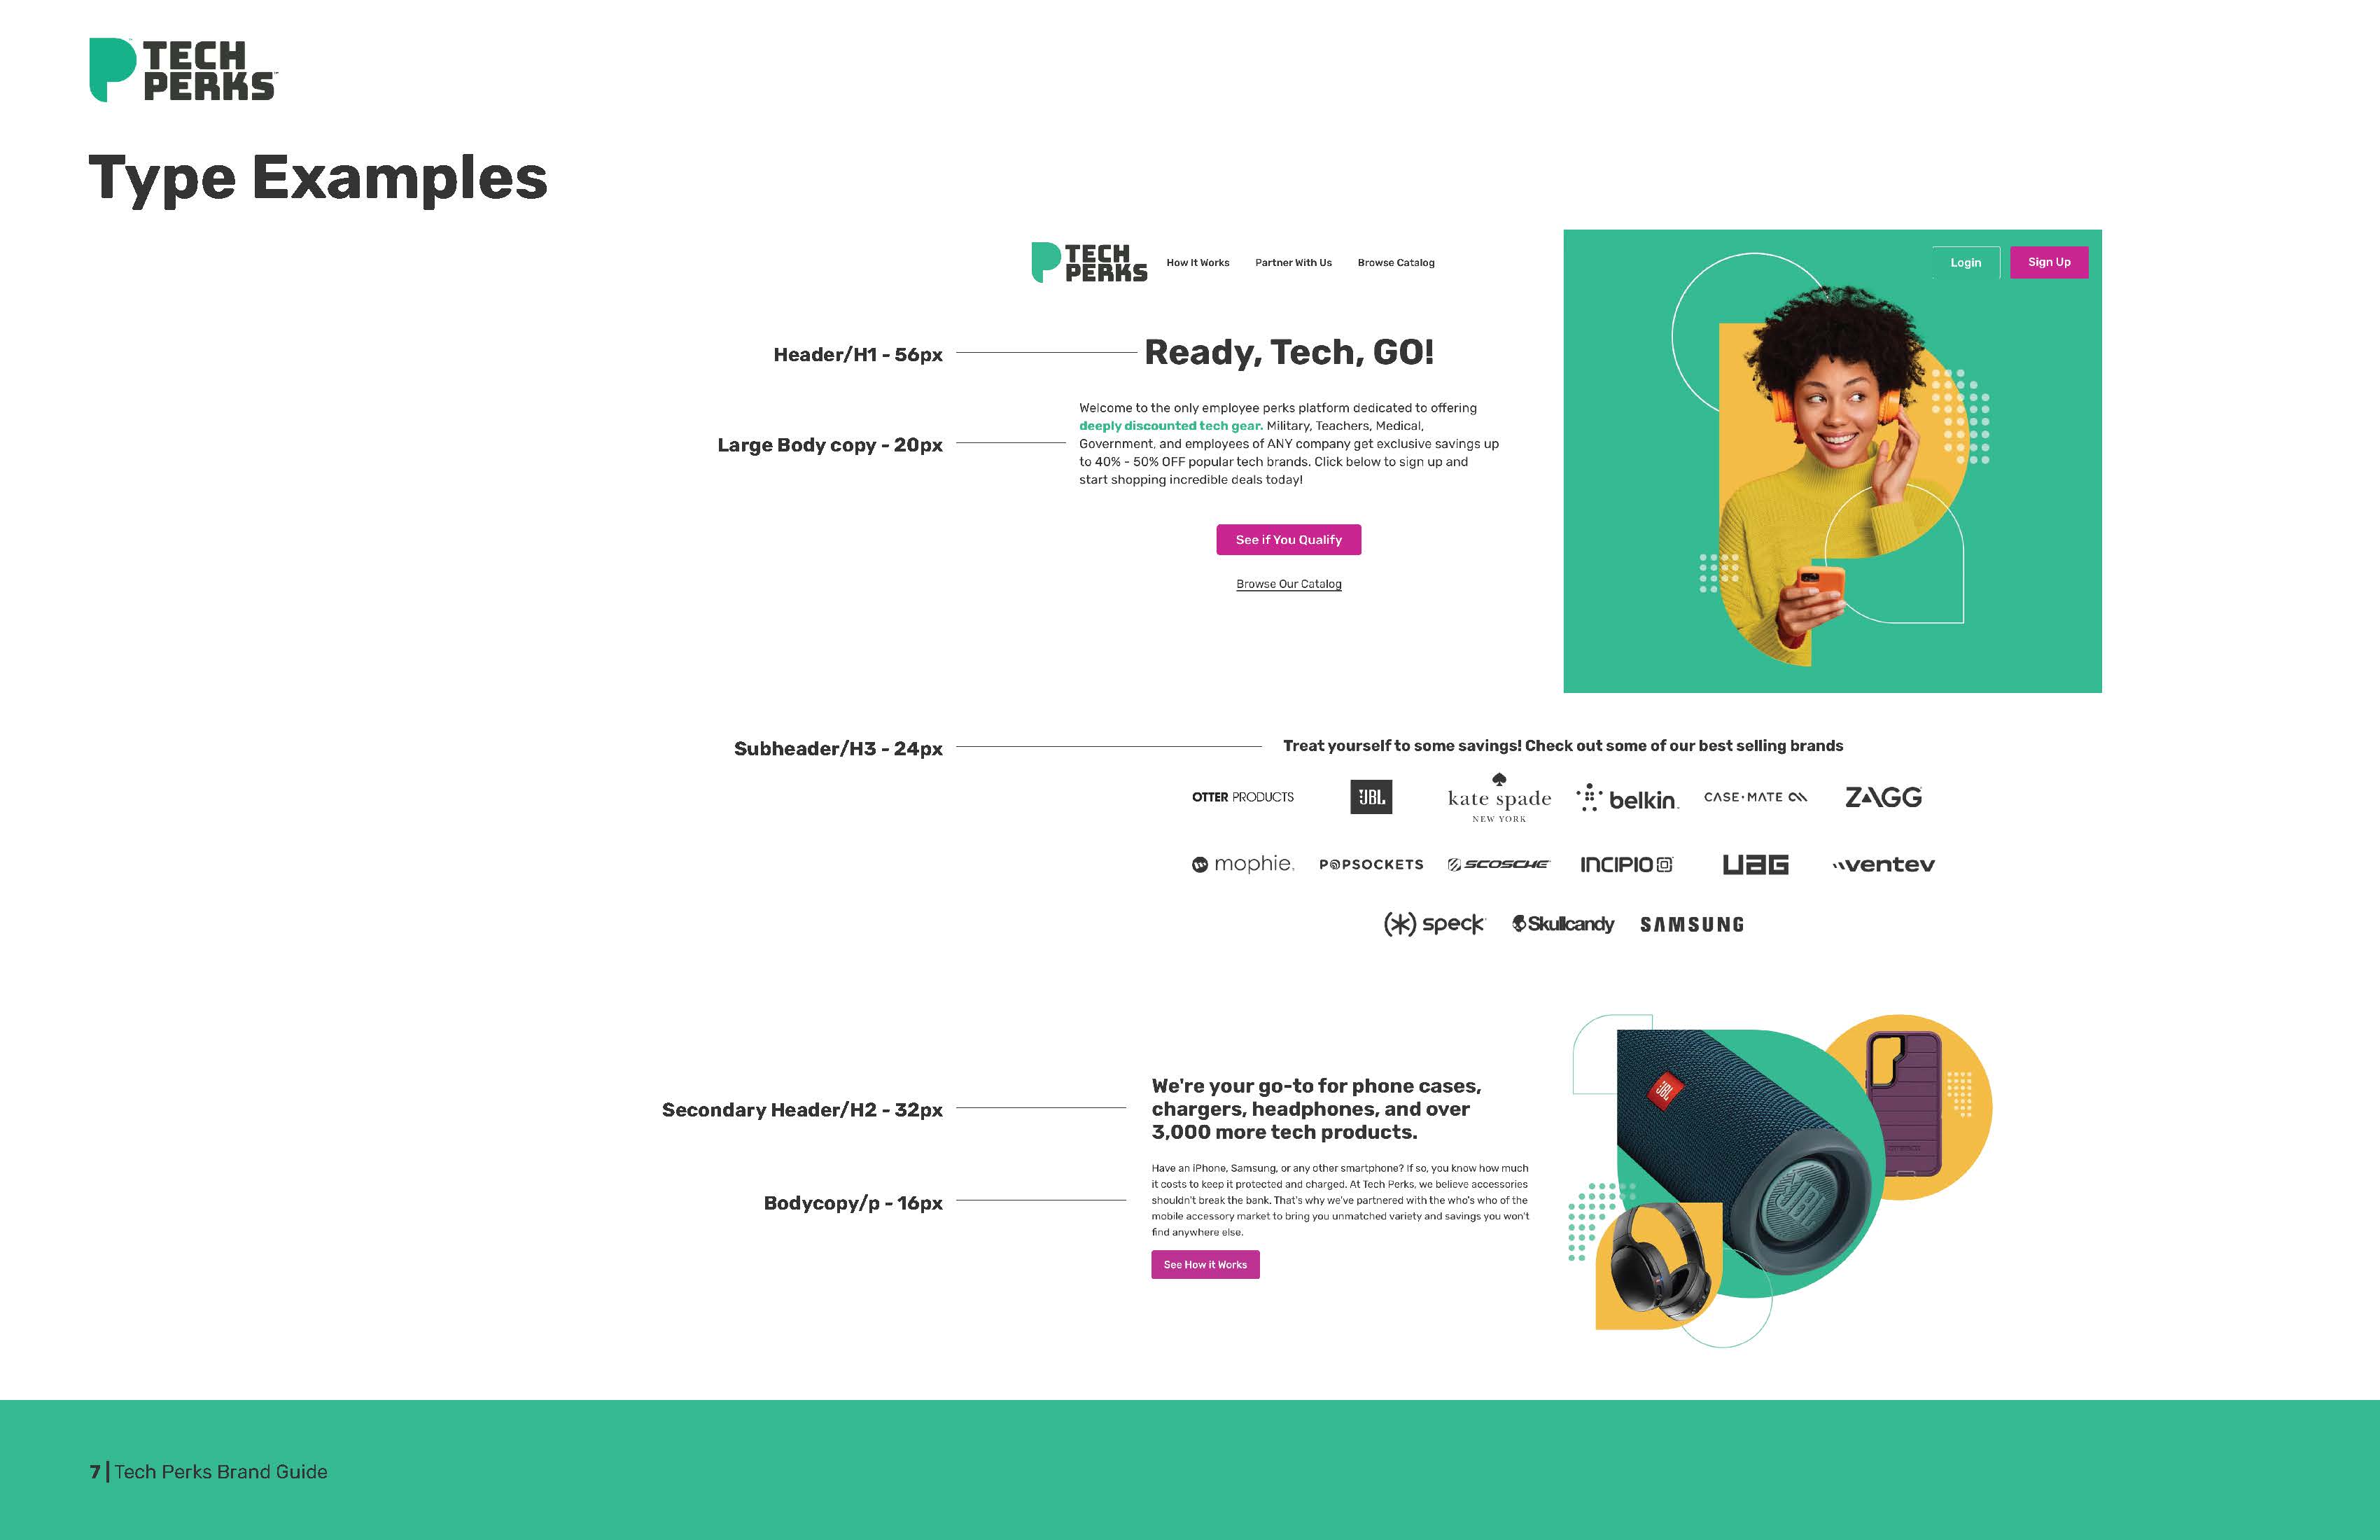 TECH
PERKS™
Type Examples
TECH
PERKS
How It Works Partner With Us Browse Catalog
Login Sign Up
Header/H1 - 56px
Ready, Tech, GO!
Large Body copy - 20px
Welcome to the only employee perks platform dedicated to offering
deeply discounted tech gear. Military, Teachers, Medical,
Government, and employees of ANY company get exclusive savings up
to 40% - 50% OFF popular tech brands. Click below to sign up and
start shopping incredible deals today!
See if You Qualify
Browse Our Catalog
Subheader/H3 - 24px
Treat yourself to some savings! Check out some of our best selling brands
OTTER PRODUCTS JBL kate spade belkin. CASE·MATE ZAGG
NEW YORK
mophie. POPSOCKETS SCOSCHE INCIPIO UAG ventev
speck Skullcandy SAMSUNG
Secondary Header/H2 - 32px
We're your go-to for phone cases,
chargers, headphones, and over
3,000 more tech products.
Bodycopy/p - 16px
Have an iPhone, Samsung, or any other smartphone? If so, you know how much
it costs to keep it protected and charged. At Tech Perks, we believe accessories
shouldn't break the bank. That's why we've partnered with the who's who of the
mobile accessory market to bring you unmatched variety and savings you won't
find anywhere else.
See How it Works
JBL
JBL
7 | Tech Perks Brand Guide